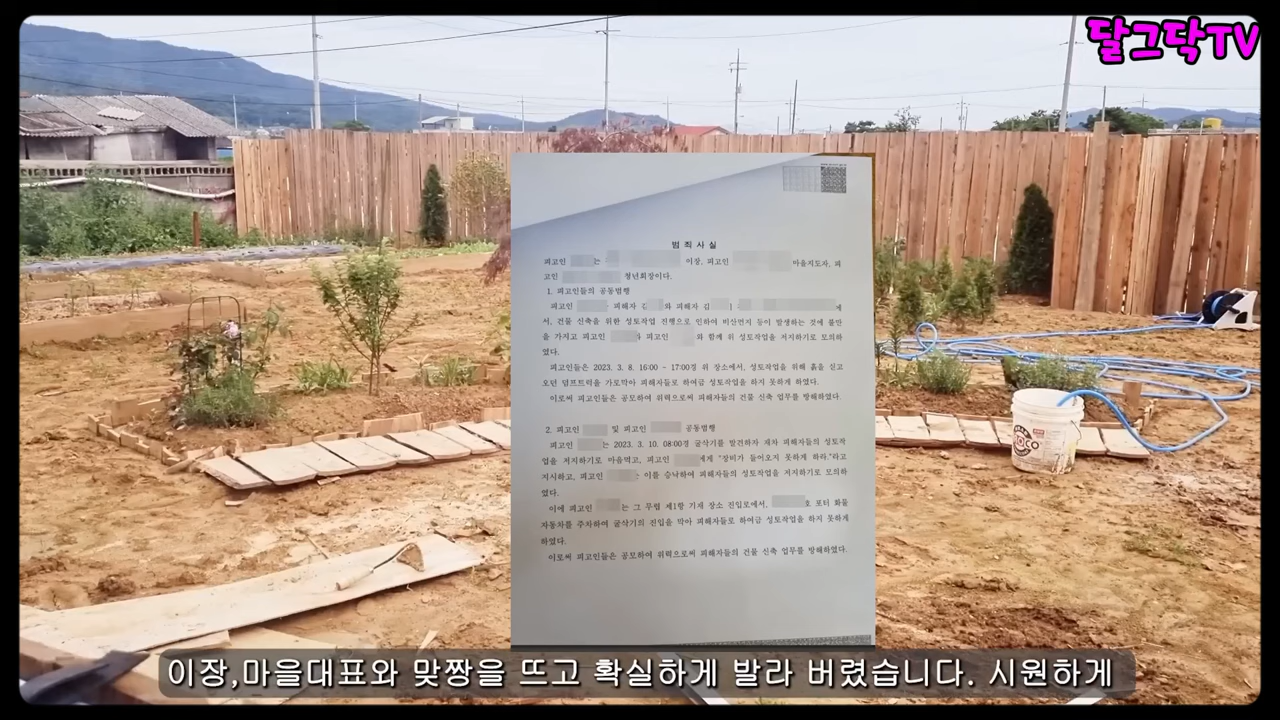 달그닥TV
범 죄 사 실
피고인 는 이장, 피고인 마을지도자, 피
고인 청년회장이다.
1. 피고인들의 공동범행
피고인 피해자 김 와 피해자 김 에
서, 건물 신축을 위한 성토작업 진행으로 인하여 비산먼지 등이 발생하는 것에 불만
을 가지고 피고인 와 피고인 와 함께 위 성토작업을 저지하기로 모의하
였다.
피고인들은 2023. 3. 8. 16:00 - 17:00경 위 장소에서, 성토작업을 위해 흙을 싣고
오던 덤프트럭을 가로막아 피해자들로 하여금 성토작업을 하지 못하게 하였다.
이로써 피고인들은 공모하여 위력으로써 피해자들의 건물 신축 업무를 방해하였다.
2. 피고인 및 피고인 공동범행
피고인 는 2023. 3. 10. 08:00경 굴삭기를 발견하자 재차 피해자들의 성토작
업을 저지하기로 마음먹고, 피고인 에게 "장비가 들어오지 못하게 하라."라고
지시하고, 피고인 는 이를 승낙하여 피해자들의 성토작업을 저지하기로 모의하
였다.
이에 피고인 는 그 무렵 제1항 기재 장소 진입로에서, 호 포터 화물
자동차를 주차하여 굴삭기의 진입을 막아 피해자들로 하여금 성토작업을 하지 못하게
하였다.
이로써 피고인들은 공모하여 위력으로써 피해자들의 건물 신축 업무를 방해하였다.
이장,마을대표와 맞짱을 뜨고 확실하게 발라 버렸습니다. 시원하게